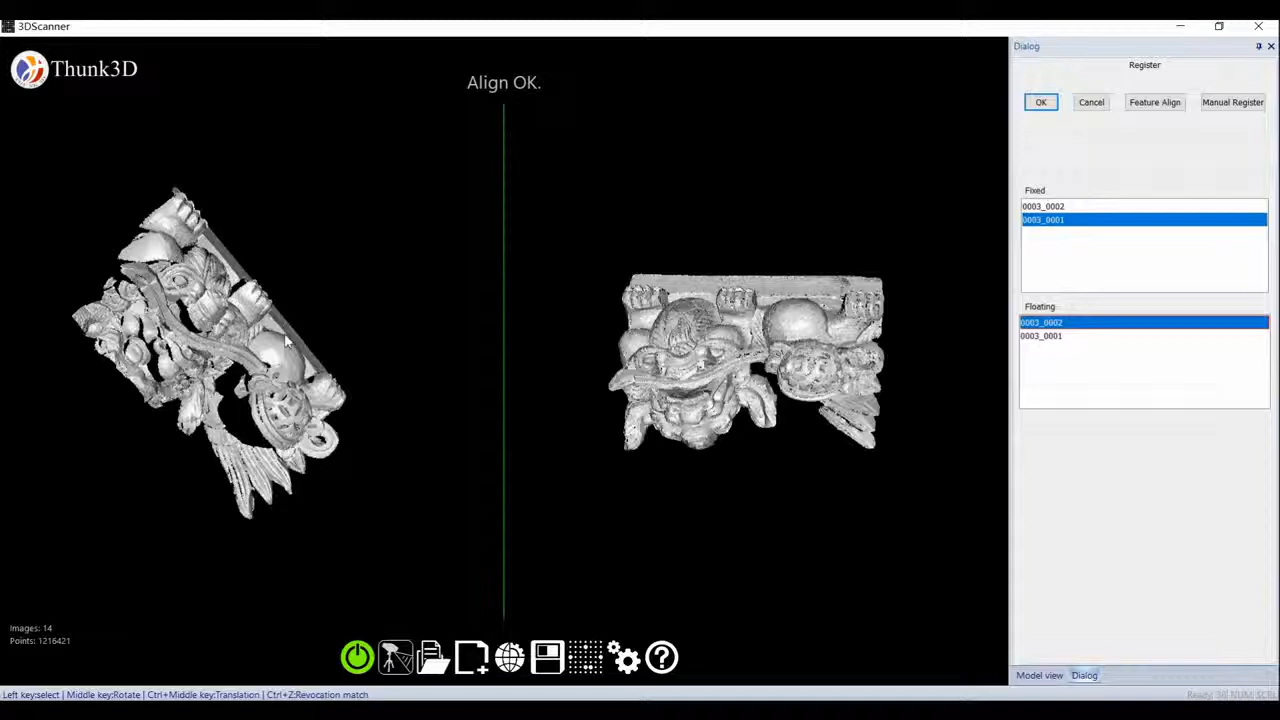 3DScanner
Dialog
Thunk3D
Align OK.
Register
OK
Cancel
Feature Align
Manual Register
Fixed
0003_0002
0003_0001
Floating
0003_0002
0003_0001
Images: 14
Points: 1216421
Model view
Dialog
Left key:select | Middle key:Rotate | Ctrl+Middle key:Translation | Ctrl+Z:Revocation match
Ready
NUM